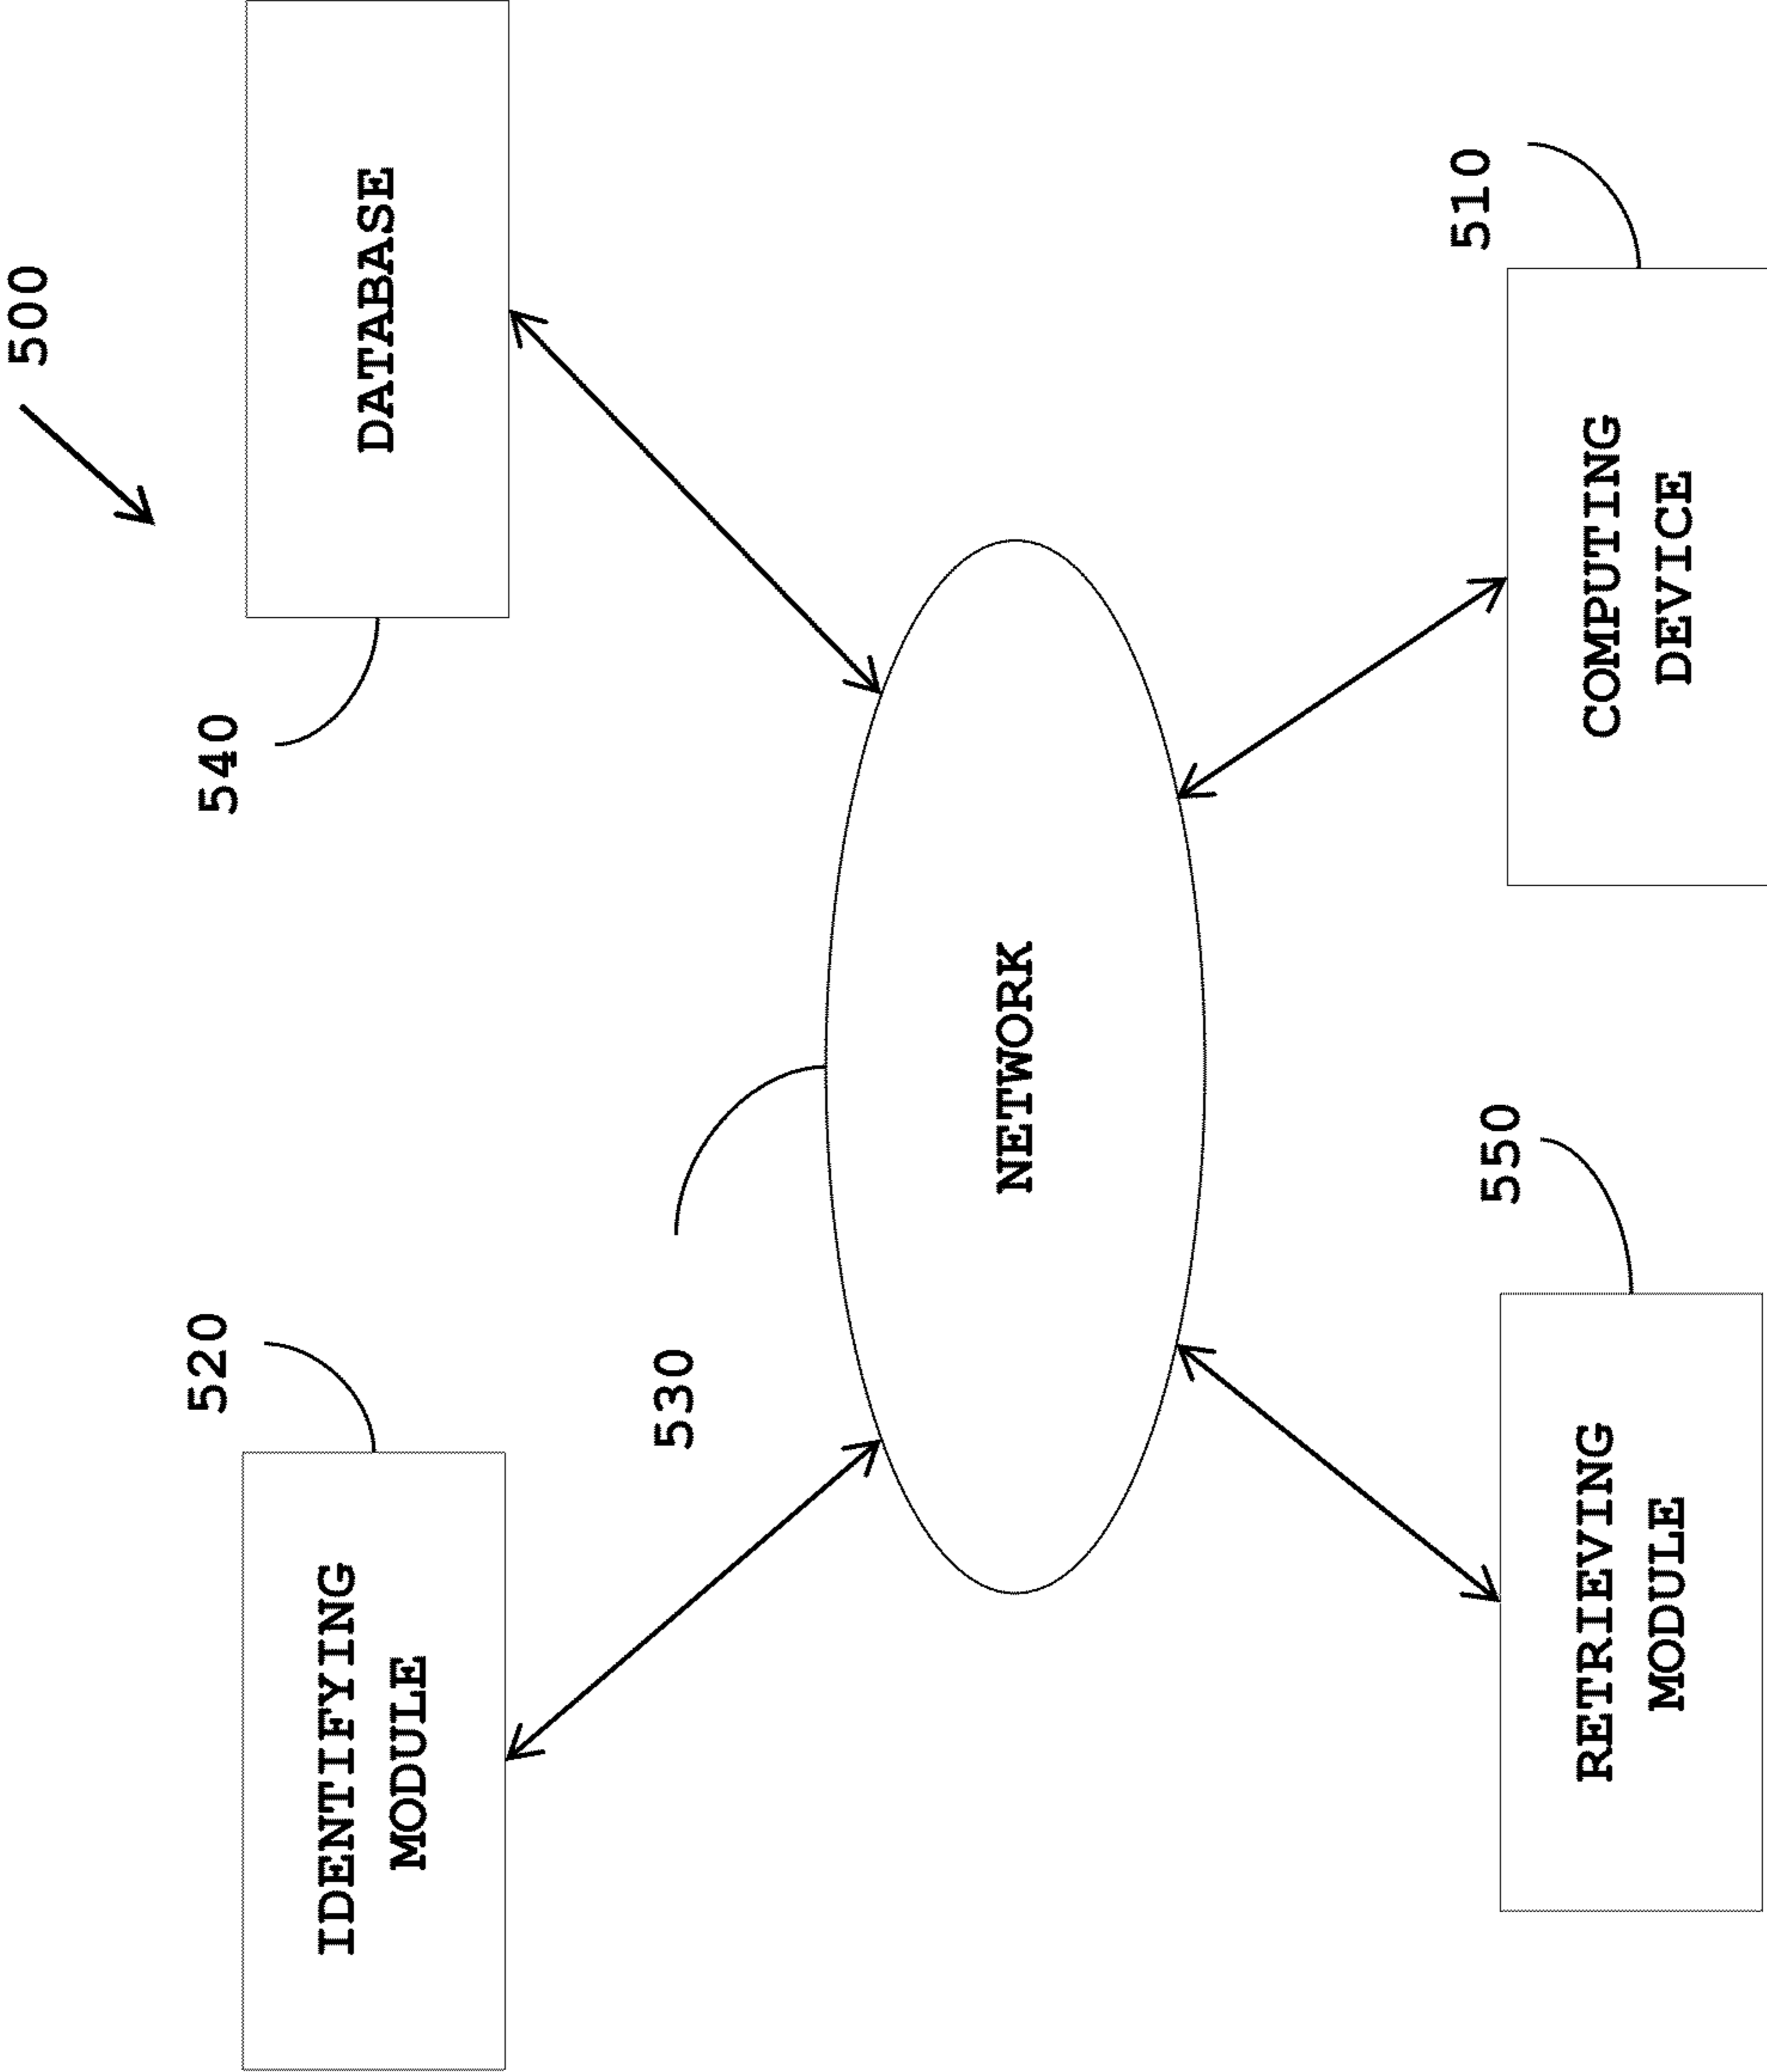 500
520
540
IDENTIFYING
MODULE
DATABASE
530
NETWORK
550
510
RETRIEVING
MODULE
COMPUTING
DEVICE